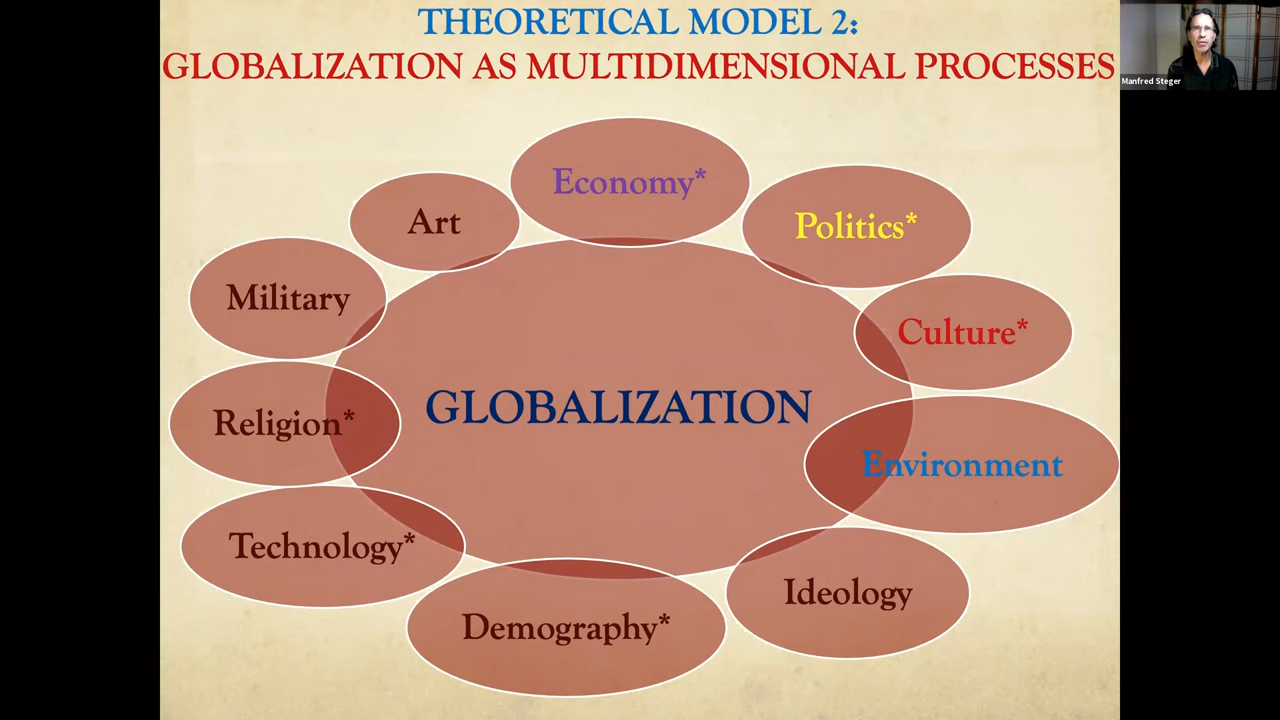 THEORETICAL MODEL 2:
GLOBALIZATION AS MULTIDIMENSIONAL PROCESSES
Manfred Steger
Economy*
Art
Politics*
Military
Culture*
GLOBALIZATION
Religion*
Environment
Technology*
Ideology
Demography*